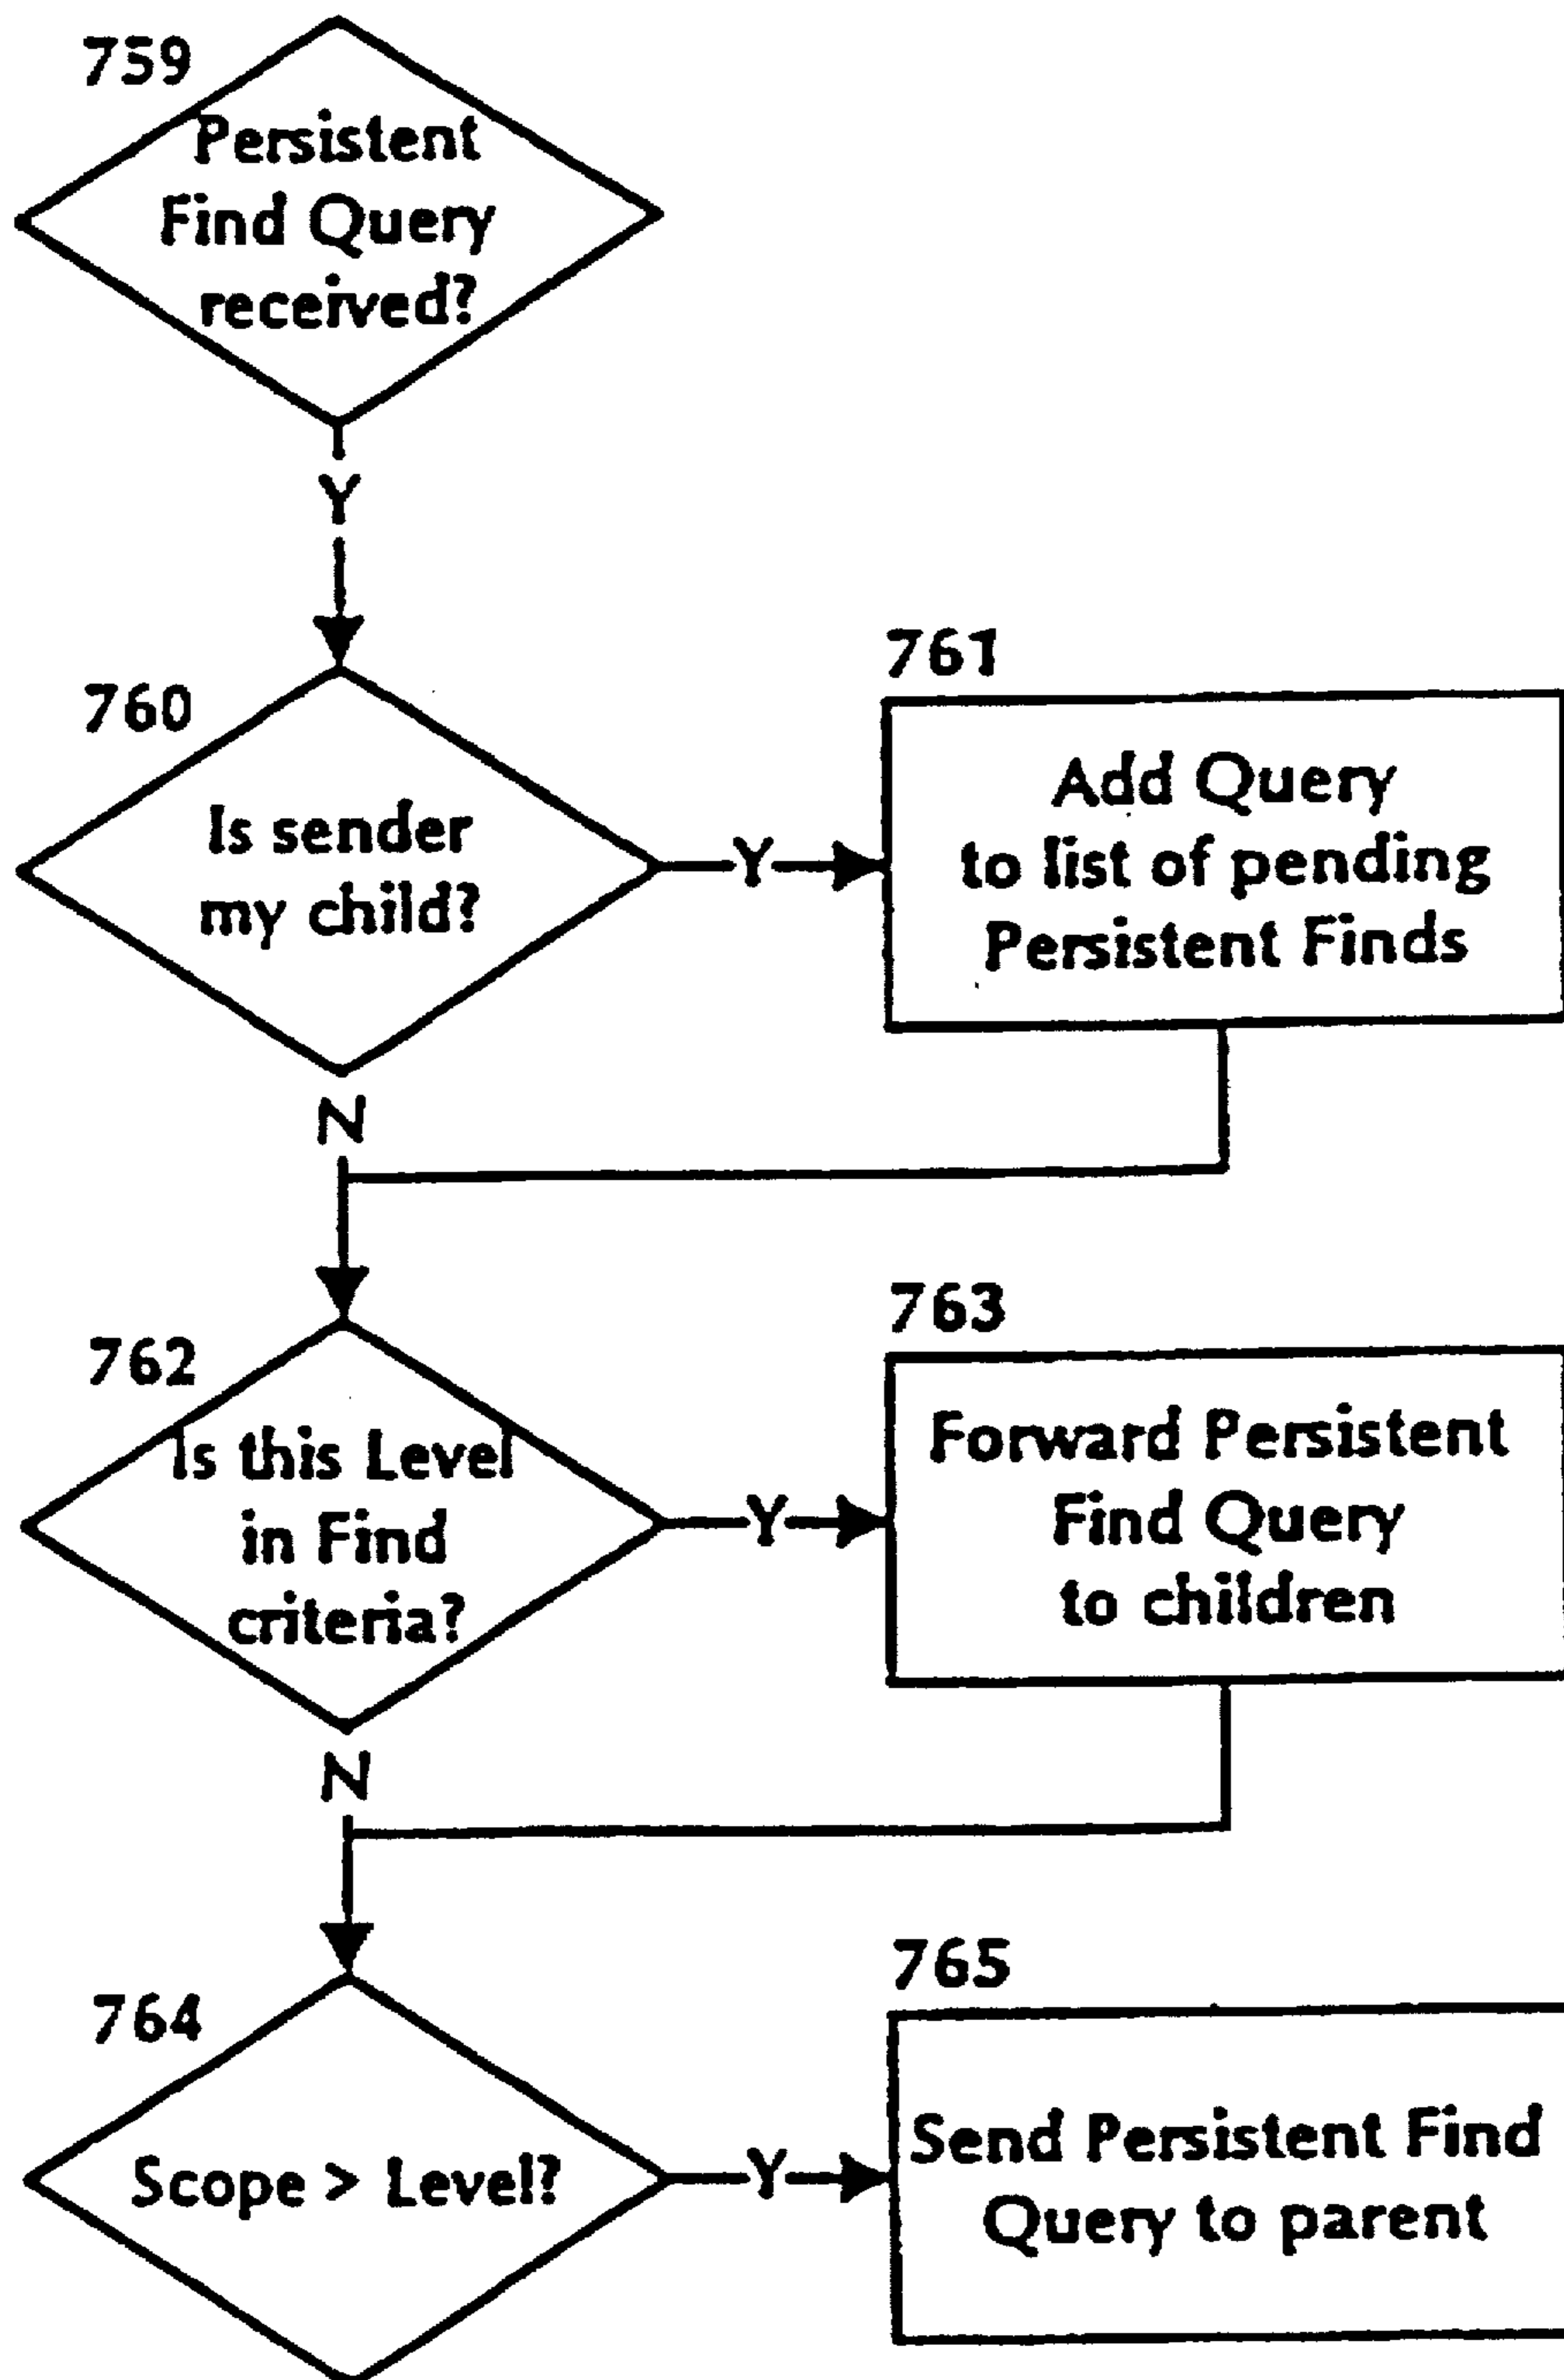 759
Persistent
Find Query
received?
Y
760
Is sender
my child?
Y
761
Add Query
to list of pending
Persistent Finds
N
762
Is this Level
in Find
criteria?
Y
763
Forward Persistent
Find Query
to children
N
764
Scope > Level?
Y
765
Send Persistent Find
Query to parent